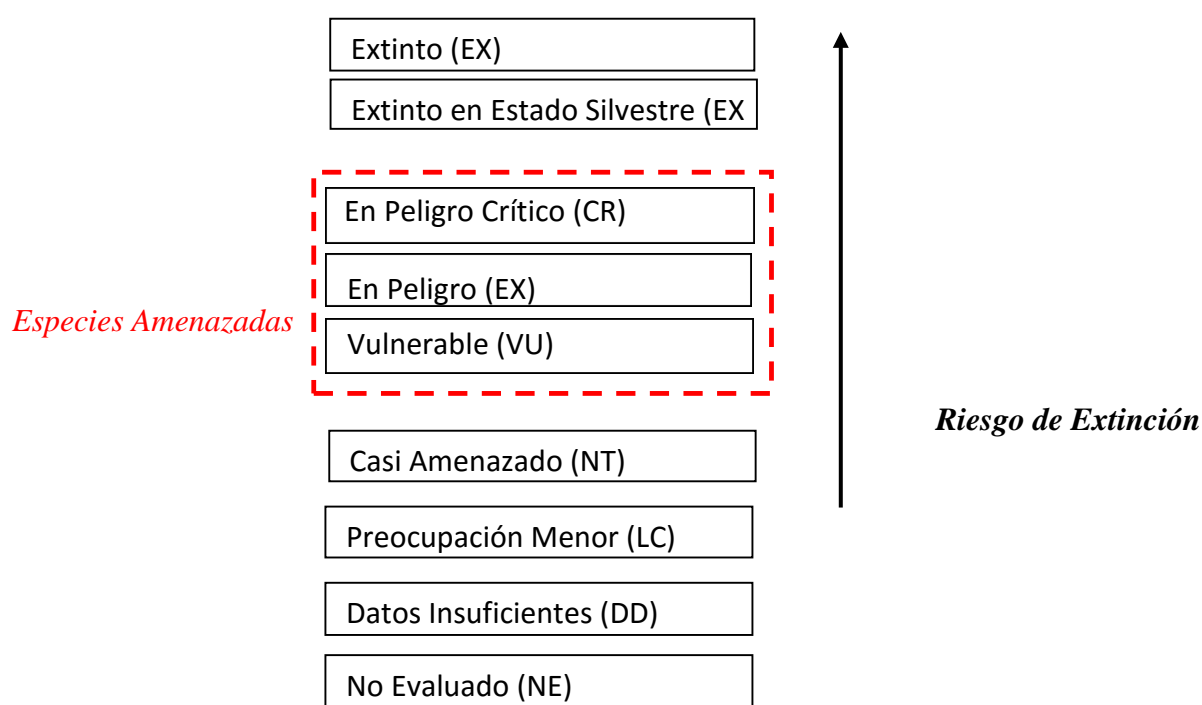 Extinto (EX)
Extinto en Estado Silvestre (EX
En Peligro Crítico (CR)
En Peligro (EX)
Especies Amenazadas
Vulnerable (VU)
Riesgo de Extinción
Casi Amenazado (NT)
Preocupación Menor (LC)
Datos Insuficientes (DD)
No Evaluado (NE)